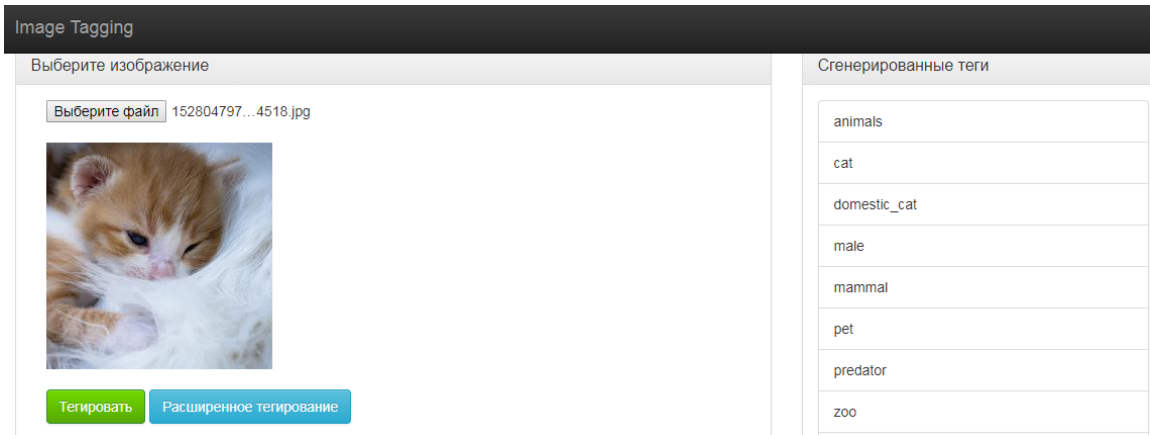 Image Tagging
Выберите изображение
Выберите файл 152804797...4518.jpg
Тегировать Расширенное тегирование
Сгенерированные теги
animals
cat
domestic_cat
male
mammal
pet
predator
zoo